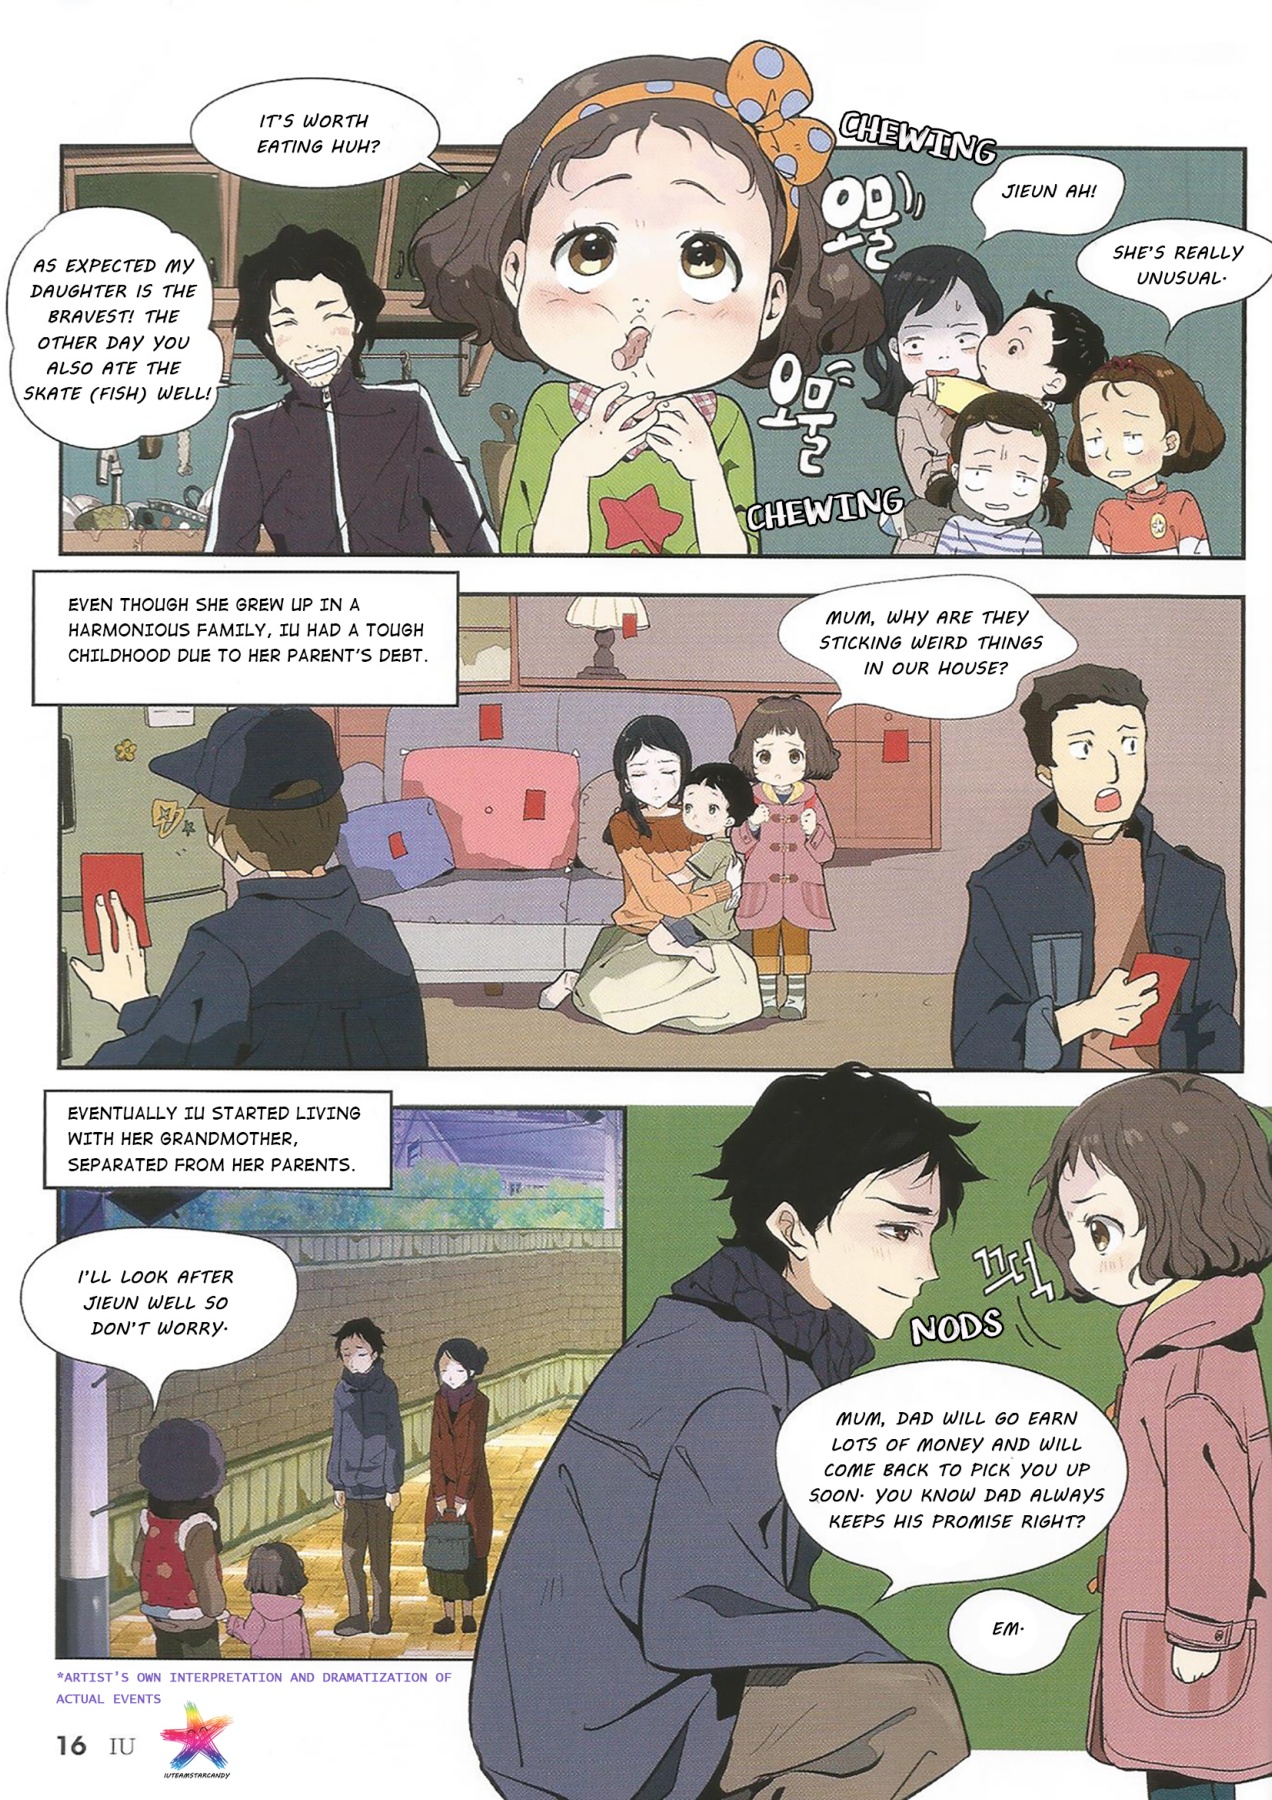 IT'S WORTH
EATING HUH?
CHEWING
오물
JIEUN AH!
SHE'S REALLY
UNUSUAL.
AS EXPECTED MY
DAUGHTER IS THE
BRAVEST! THE
OTHER DAY YOU
ALSO ATE THE
SKATE (FISH) WELL!
오물
CHEWING
EVEN THOUGH SHE GREW UP IN A
HARMONIOUS FAMILY, IU HAD A TOUGH
CHILDHOOD DUE TO HER PARENT'S DEBT.
MUM, WHY ARE THEY
STICKING WEIRD THINGS
IN OUR HOUSE?
EVENTUALLY IU STARTED LIVING
WITH HER GRANDMOTHER,
SEPARATED FROM HER PARENTS.
I'LL LOOK AFTER
JIEUN WELL SO
DON'T WORRY.
끄덕
NODS
MUM, DAD WILL GO EARN
LOTS OF MONEY AND WILL
COME BACK TO PICK YOU UP
SOON. YOU KNOW DAD ALWAYS
KEEPS HIS PROMISE RIGHT?
EM.
*ARTIST'S OWN INTERPRETATION AND DRAMATIZATION OF
ACTUAL EVENTS
16 IU
IUTEAMSTARCANDY